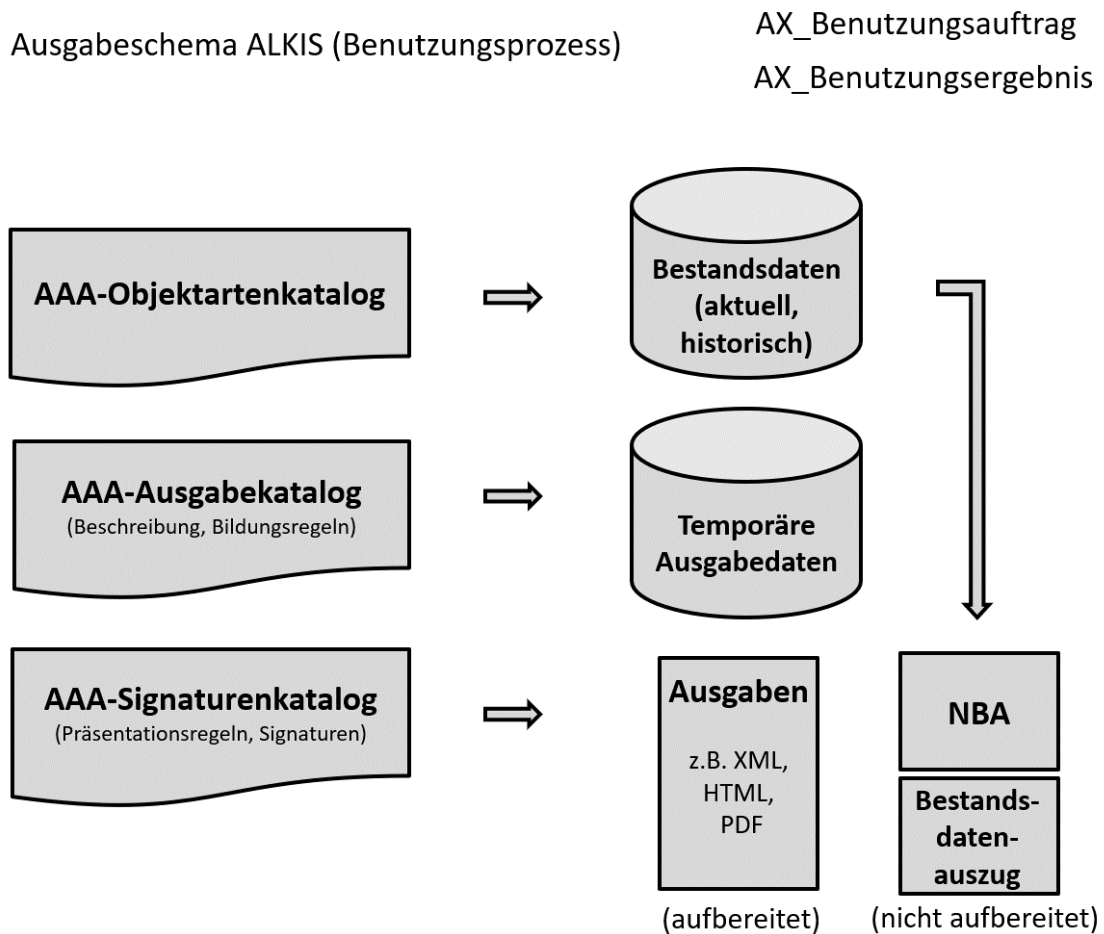 Ausgabeschema ALKIS (Benutzungsprozess)
AX_Benutzungsauftrag
AX_Benutzungsergebnis
AAA-Objektartenkatalog
Bestandsdaten
(aktuell,
historisch)
AAA-Ausgabekatalog
(Beschreibung, Bildungsregeln)
Temporäre
Ausgabedaten
AAA-Signaturenkatalog
(Präsentationsregeln, Signaturen)
Ausgaben
z.B. XML,
HTML,
PDF
(aufbereitet)
NBA
Bestands-
daten-
auszug
(nicht aufbereitet)